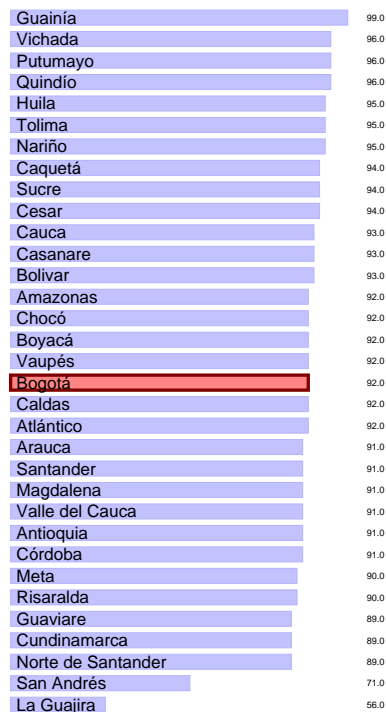 Guainía 99.0
Vichada 96.0
Putumayo 96.0
Quindío 96.0
Huila 95.0
Tolima 95.0
Nariño 95.0
Caquetá 94.0
Sucre 94.0
Cesar 94.0
Cauca 93.0
Casanare 93.0
Bolivar 93.0
Amazonas 92.0
Chocó 92.0
Boyacá 92.0
Vaupés 92.0
Bogotá 92.0
Caldas 92.0
Atlántico 92.0
Arauca 91.0
Santander 91.0
Magdalena 91.0
Valle del Cauca 91.0
Antioquia 91.0
Córdoba 91.0
Meta 90.0
Risaralda 90.0
Guaviare 89.0
Cundinamarca 89.0
Norte de Santander 89.0
San Andrés 71.0
La Guajira 56.0